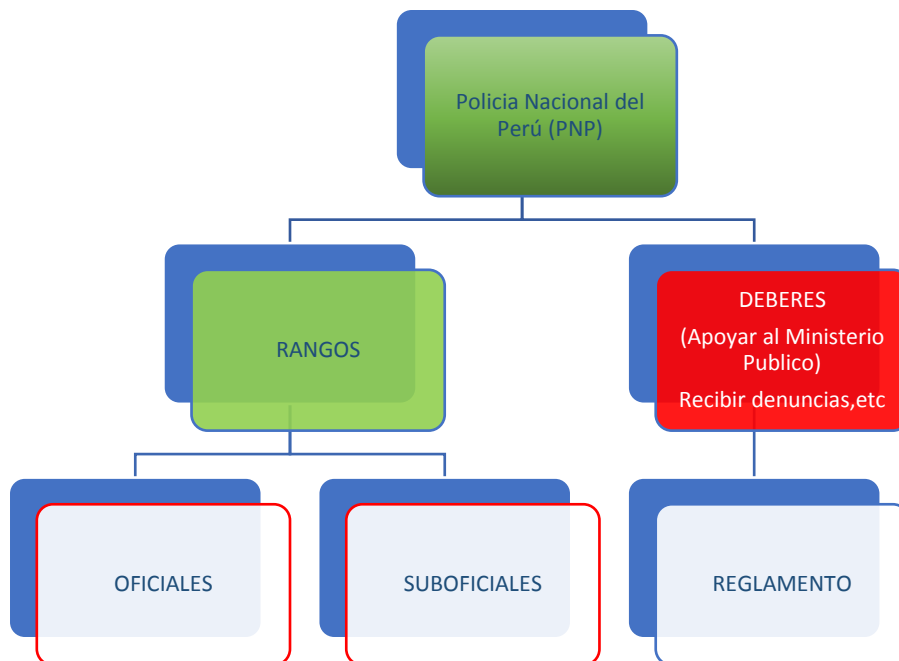 Policia Nacional del
Perú (PNP)
RANGOS
DEBERES
(Apoyar al Ministerio
Publico)
Recibir denuncias,etc
OFICIALES
SUBOFICIALES
REGLAMENTO